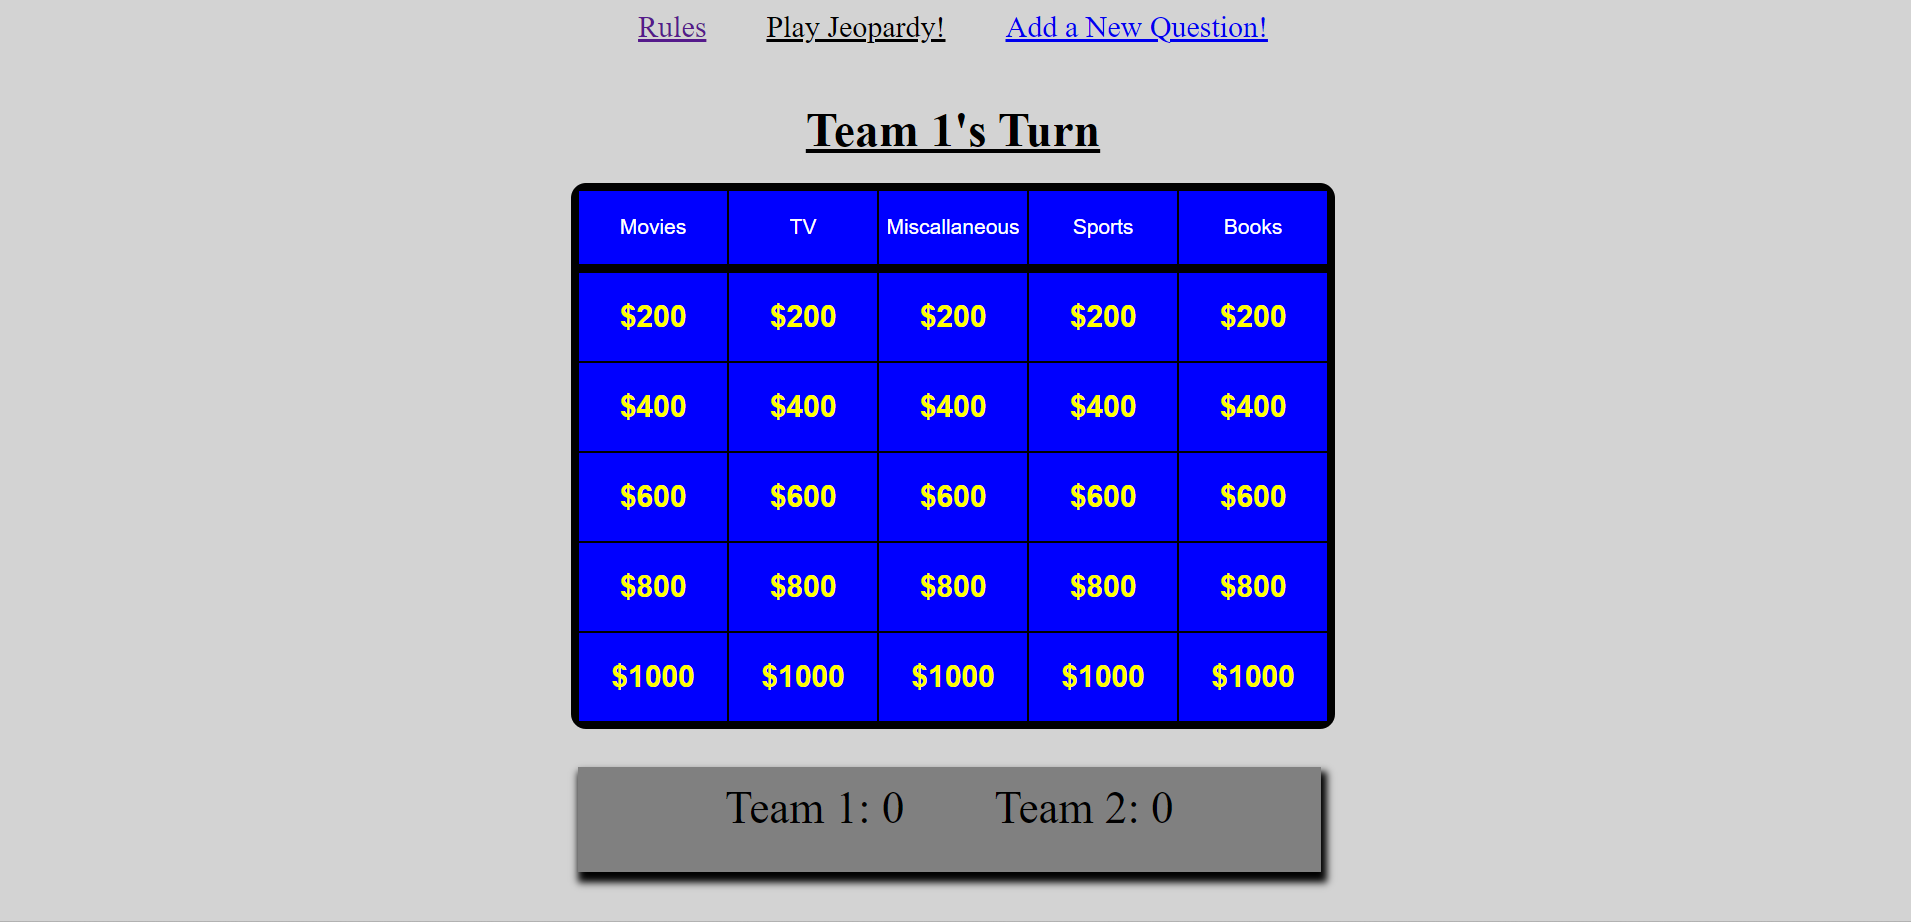 Rules Play Jeopardy! Add a New Question!
Team 1's Turn
Movies TV Miscallaneous Sports Books
$200 $200 $200 $200 $200
$400 $400 $400 $400 $400
$600 $600 $600 $600 $600
$800 $800 $800 $800 $800
$1000 $1000 $1000 $1000 $1000
Team 1: 0 Team 2: 0